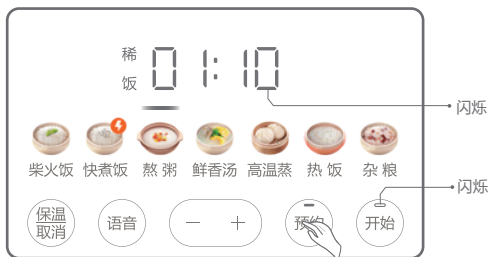 稀饭
01:10
闪烁
柴火饭 快煮饭 熬粥 鲜香汤 高温蒸 热饭 杂粮
闪烁
保温
取消
语音
− +
预约
开始